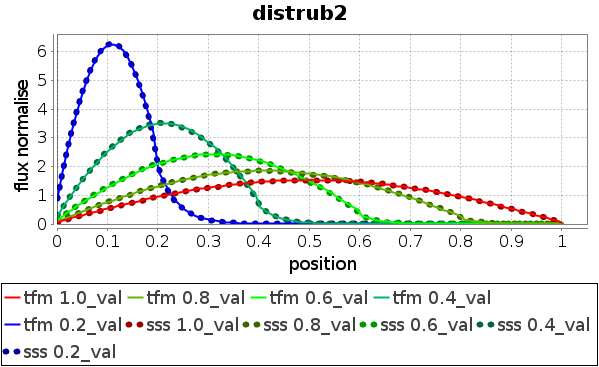 distrub2
flux normalise
6
5
4
3
2
1
0
0 0.1 0.2 0.3 0.4 0.5 0.6 0.7 0.8 0.9 1
position
tfm 1.0_val tfm 0.8_val tfm 0.6_val tfm 0.4_val
tfm 0.2_val sss 1.0_val sss 0.8_val sss 0.6_val sss 0.4_val
sss 0.2_val